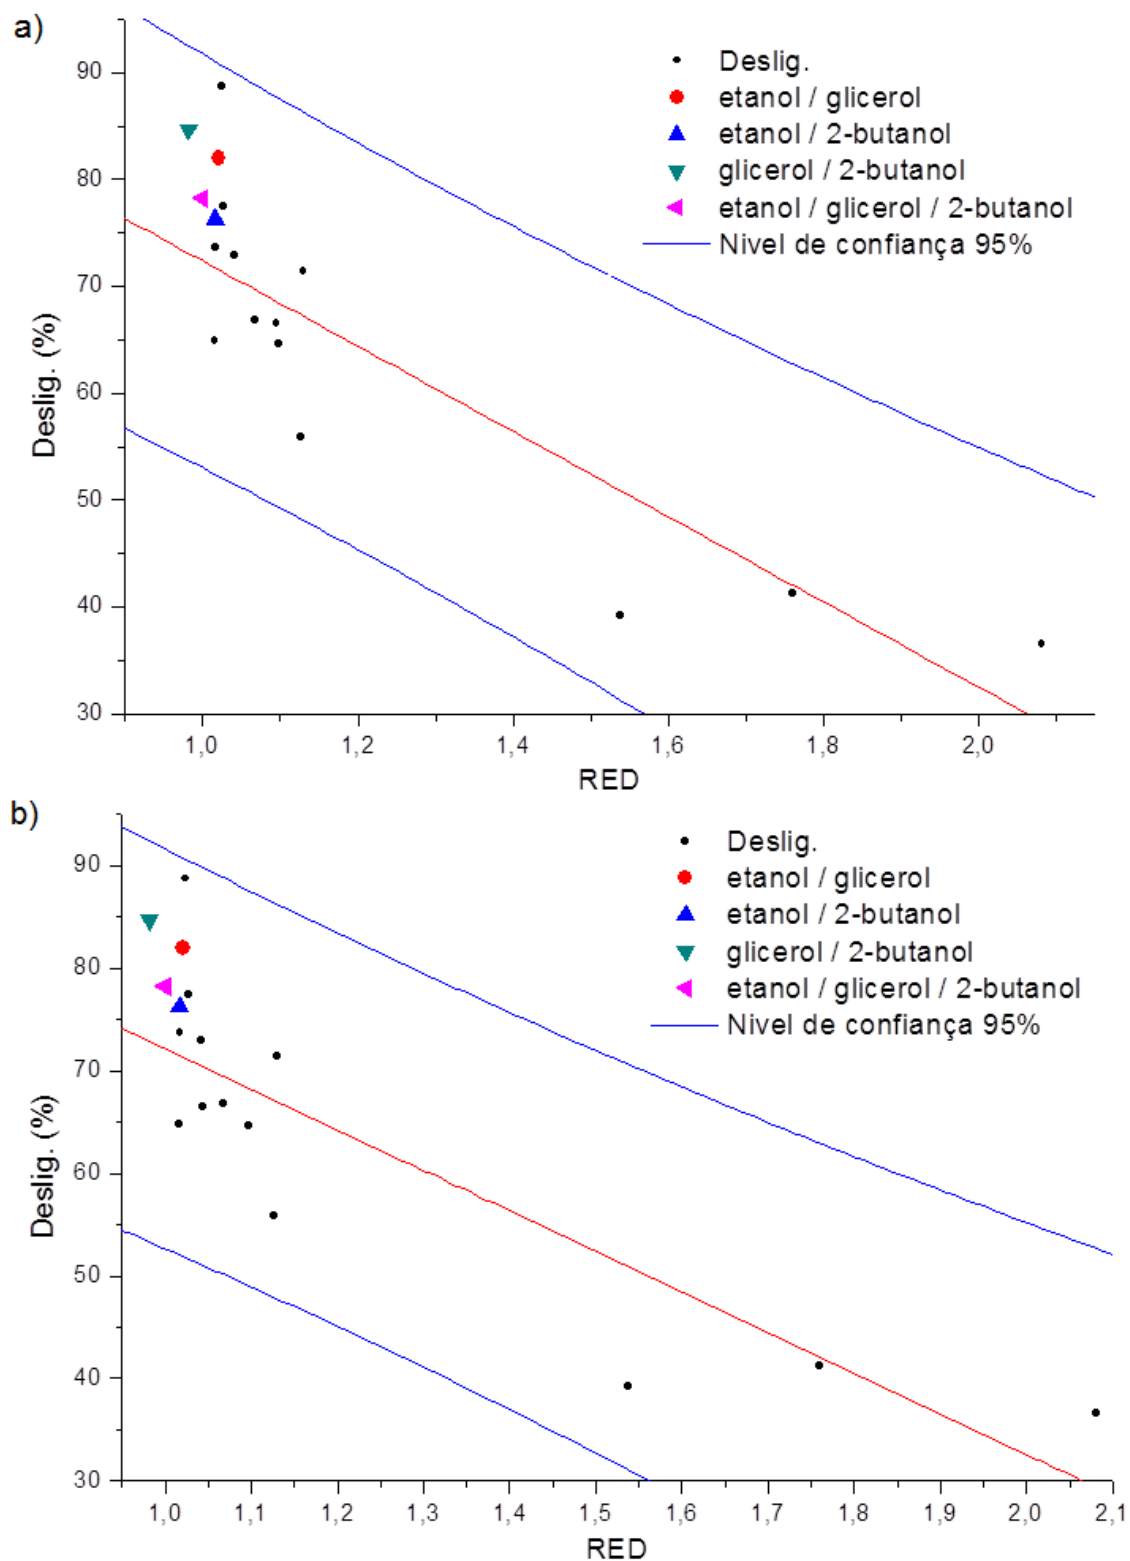 a)
Deslig.
etanol / glicerol
etanol / 2-butanol
glicerol / 2-butanol
etanol / glicerol / 2-butanol
Nivel de confiança 95%
90
80
70
60
50
40
30
Deslig. (%)
1,0 1,2 1,4 1,6 1,8 2,0
RED
b)
Deslig.
etanol / glicerol
etanol / 2-butanol
glicerol / 2-butanol
etanol / glicerol / 2-butanol
Nivel de confiança 95%
90
80
70
60
50
40
30
Deslig. (%)
1,0 1,1 1,2 1,3 1,4 1,5 1,6 1,7 1,8 1,9 2,0 2,1
RED